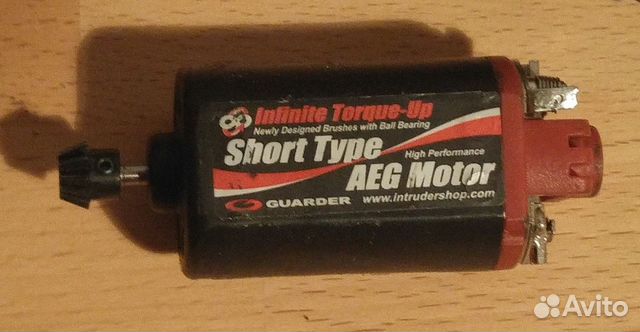 Infinite Torque-Up
Newly Designed Brushes with Ball Bearing
Short Type
High Performance
AEG Motor
GUARDER
www.intrudershop.com
Avito